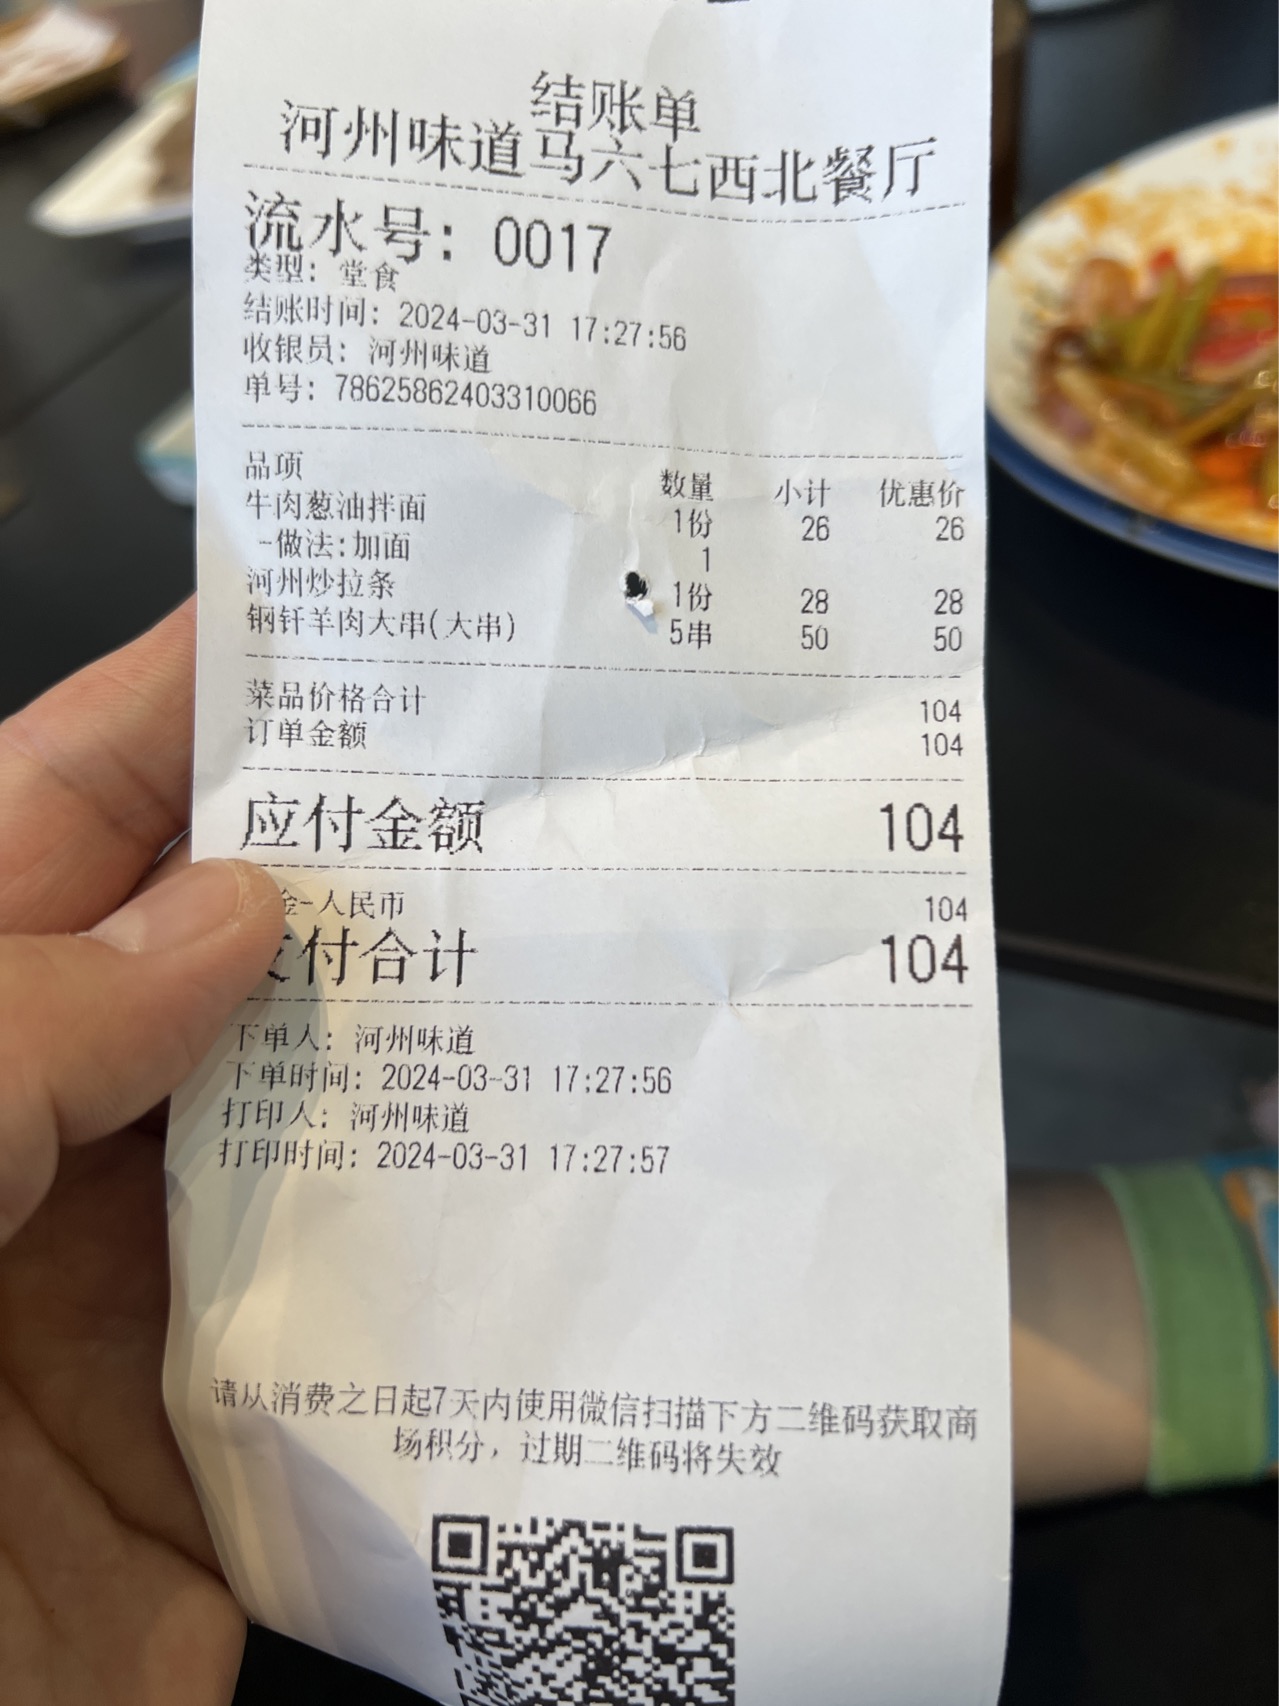 结账单
河州味道马六七西北餐厅
流水号: 0017
类型: 堂食
结账时间: 2024-03-31 17:27:56
收银员: 河州味道
单号: 78625862403310066
品项 数量 小计 优惠价
牛肉葱油拌面 1份 26 26
-做法:加面 1
河州炒拉条 1份 28 28
钢钎羊肉大串(大串) 5串 50 50
菜品价格合计 104
订单金额 104
应付金额 104
金-人民币 104
付合计 104
下单人: 河州味道
下单时间: 2024-03-31 17:27:56
打印人: 河州味道
打印时间: 2024-03-31 17:27:57
请从消费之日起7天内使用微信扫描下方二维码获取商
场积分，过期二维码将失效